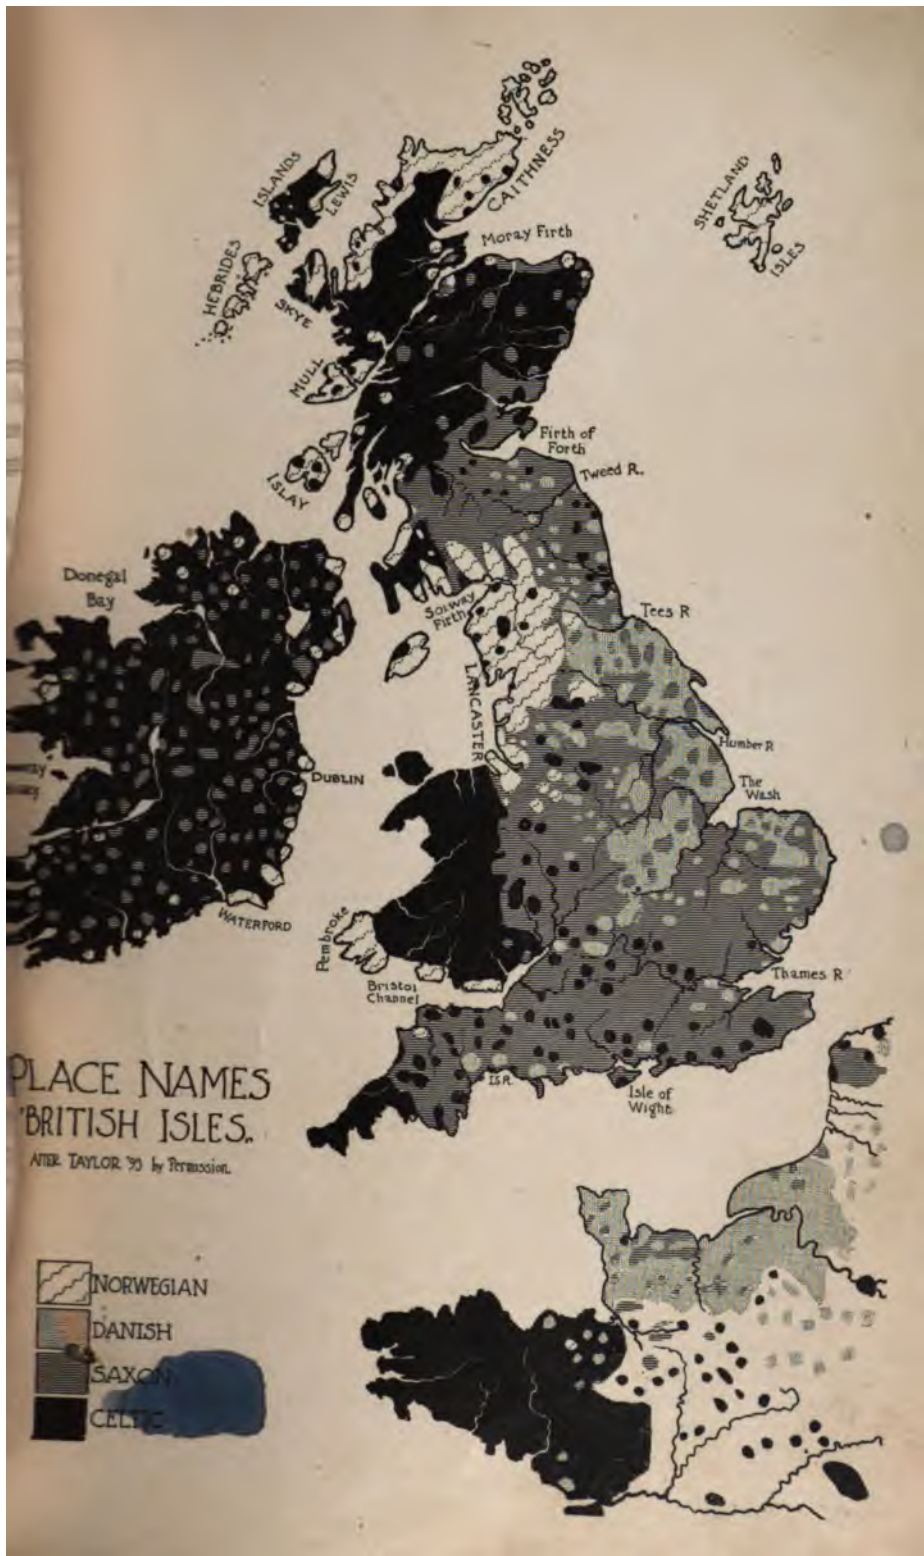 SHETLAND
ISLES
ISLANDS
LEWIS
CAITHNESS
Moray Firth
HEBRIDES
SKYE
MULL
Firth of
Forth
Tweed R.
ISLAY
Donegal
Bay
Solway
Firth
Tees R
LANCASTER
Humber R
DUBLIN
The
Wash
WATERFORD
Pembroke
Bristol
Channel
Thames R
Isle of
Wight
PLACE NAMES
BRITISH ISLES.
AFTER TAYLOR '93 by Permission.
NORWEGIAN
DANISH
SAXON
CELTIC